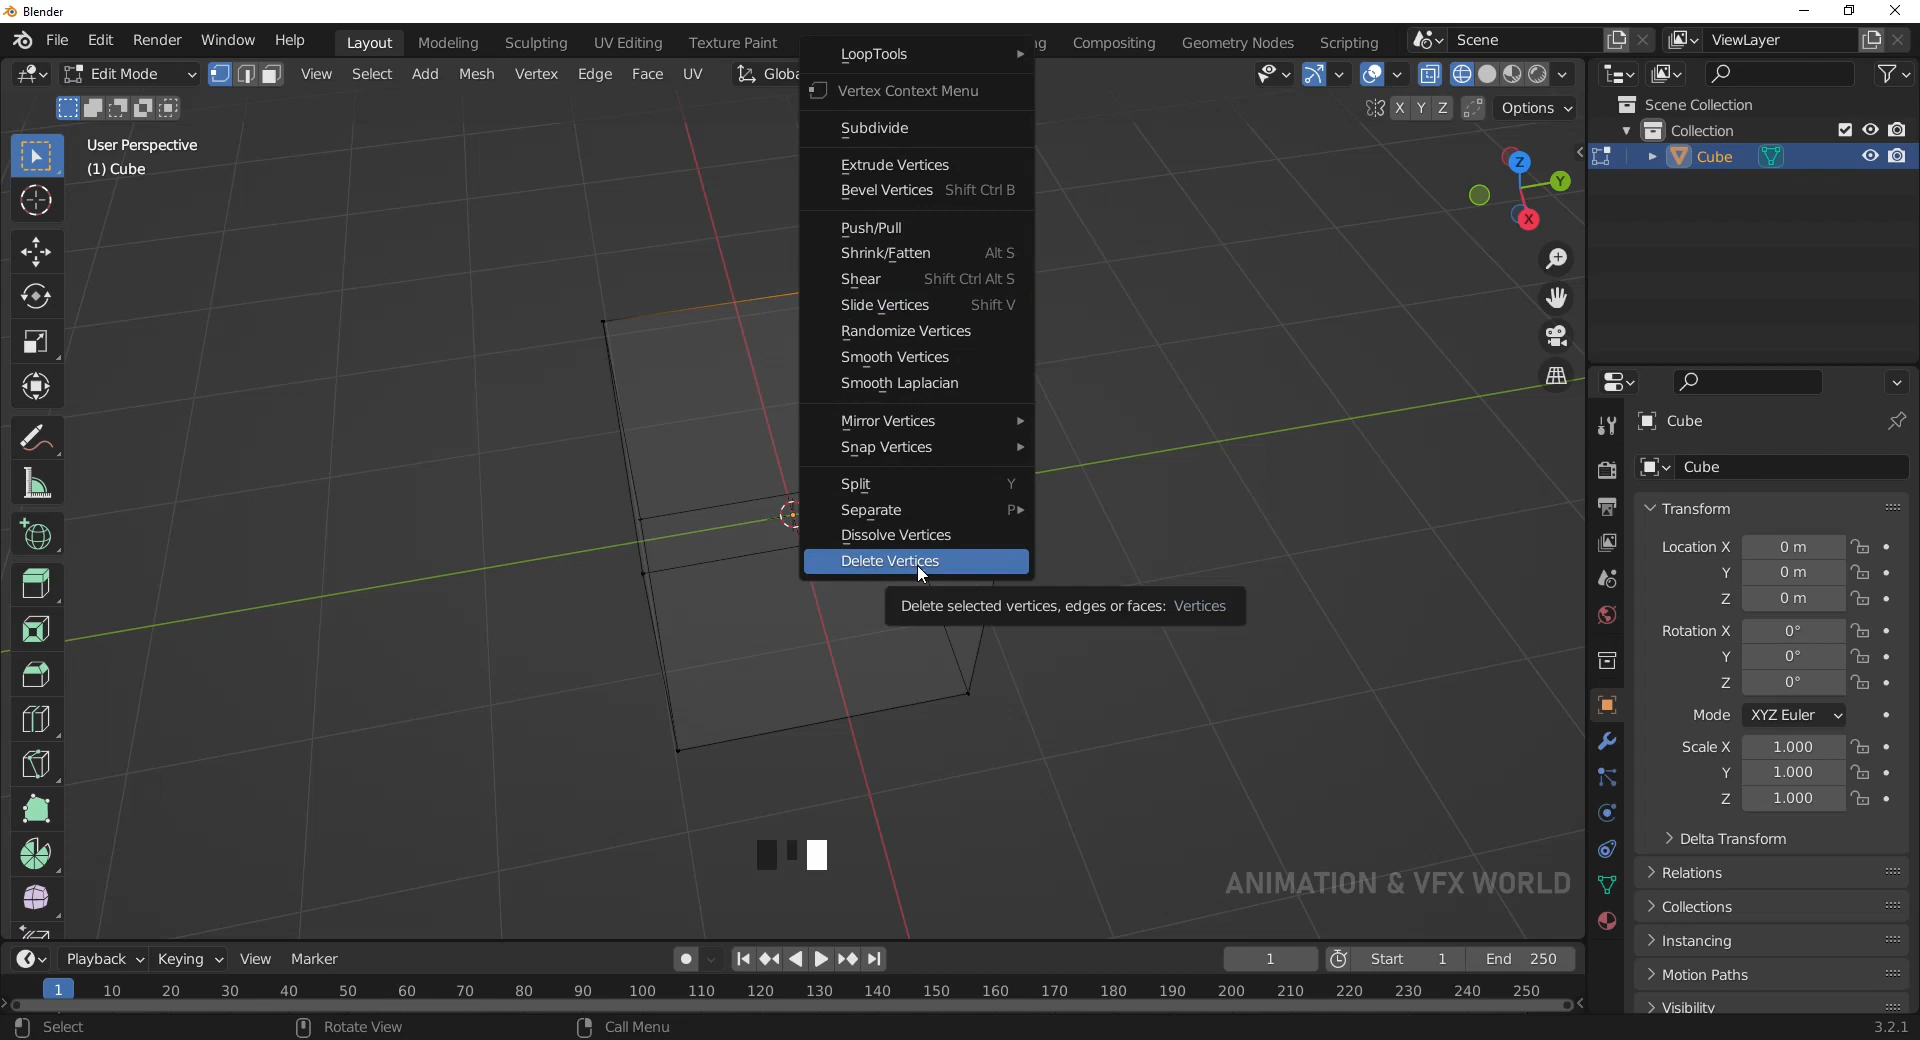 Blender
File Edit Render Window Help Layout Modeling Sculpting UV Editing Texture Paint ng Compositing Geometry Nodes Scripting Scene ViewLayer
Edit Mode View Select Add Mesh Vertex Edge Face UV Globa
X Y Z Options
User Perspective
(1) Cube
LoopTools
Vertex Context Menu
Subdivide
Extrude Vertices
Bevel Vertices Shift Ctrl B
Push/Pull
Shrink/Fatten Alt S
Shear Shift Ctrl Alt S
Slide Vertices Shift V
Randomize Vertices
Smooth Vertices
Smooth Laplacian
Mirror Vertices
Snap Vertices
Split Y
Separate P
Dissolve Vertices
Delete Vertices
Delete selected vertices, edges or faces: Vertices
Z
Y
X
Scene Collection
Collection
Cube
Cube
Cube
Transform
Location X 0 m
Y 0 m
Z 0 m
Rotation X 0°
Y 0°
Z 0°
Mode XYZ Euler
Scale X 1.000
Y 1.000
Z 1.000
Delta Transform
Relations
Collections
Instancing
Motion Paths
Visibility
ANIMATION & VFX WORLD
Playback Keying View Marker 1 Start 1 End 250
1 10 20 30 40 50 60 70 80 90 100 110 120 130 140 150 160 170 180 190 200 210 220 230 240 250
Select Rotate View Call Menu 3.2.1